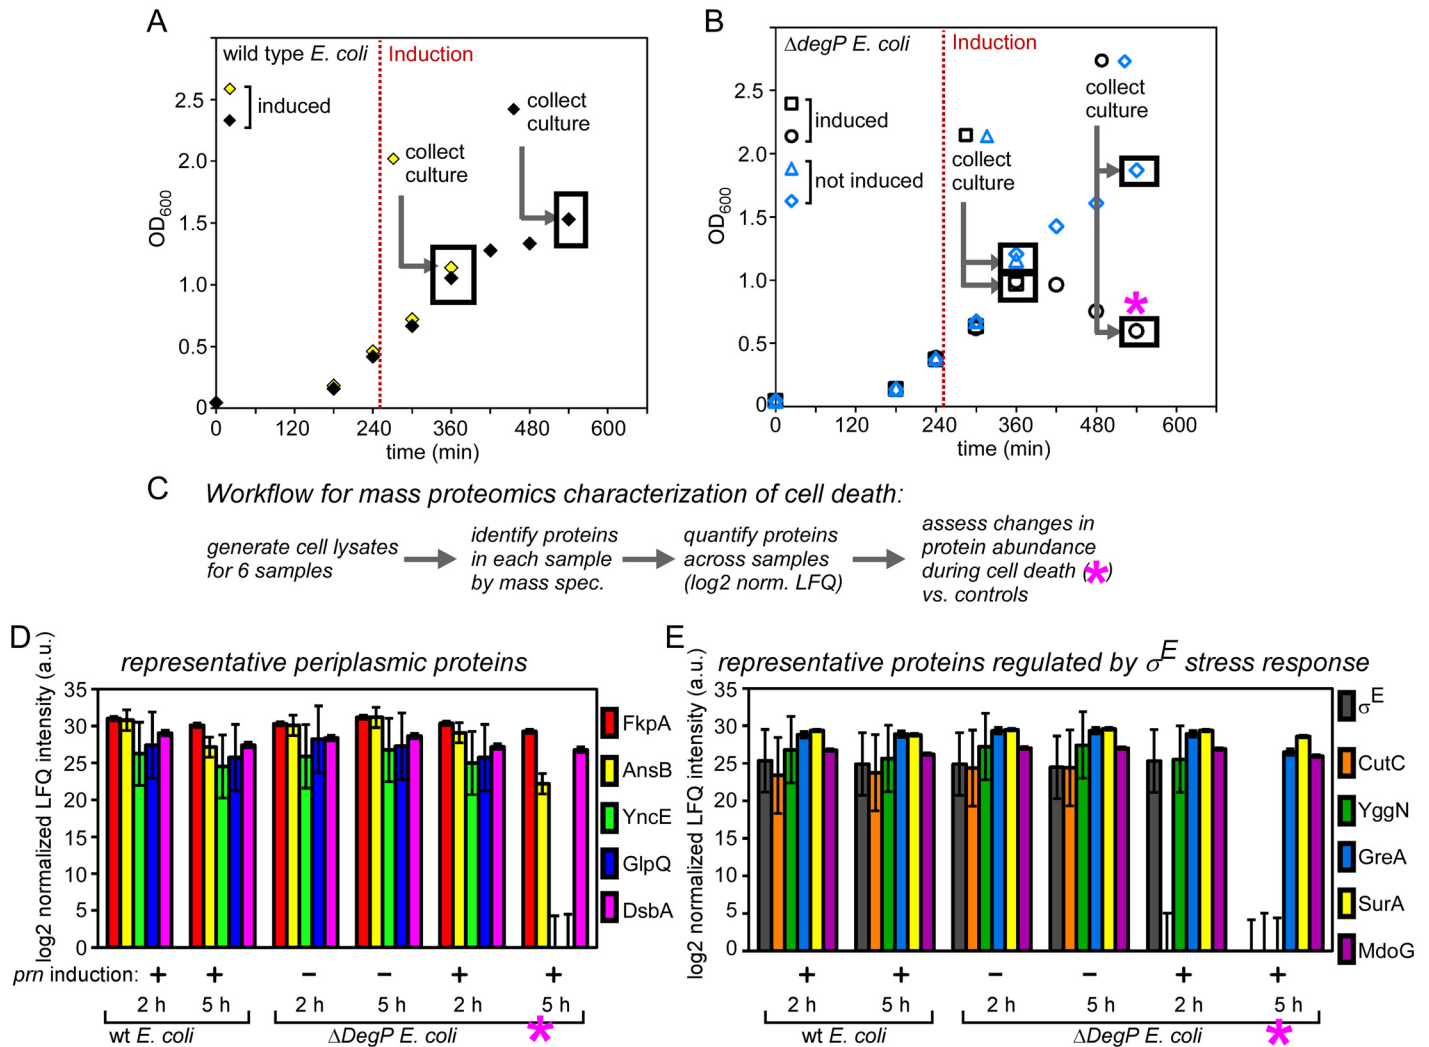 A
wild type E. coli
Induction
induced
collect
culture
collect
culture
OD600
2.5
2.0
1.5
1.0
0.5
0
0 120 240 360 480 600
time (min)
B
ΔdegP E. coli
Induction
induced
not induced
collect
culture
collect
culture
OD600
2.5
2.0
1.5
1.0
0.5
0
0 120 240 360 480 600
time (min)
C
Workflow for mass proteomics characterization of cell death:
generate cell lysates
for 6 samples
identify proteins
in each sample
by mass spec.
quantify proteins
across samples
(log2 norm. LFQ)
assess changes in
protein abundance
during cell death (*)
vs. controls
D
representative periplasmic proteins
log2 normalized LFQ intensity (a.u.)
35
30
25
20
15
10
5
0
FkpA
AnsB
YncE
GlpQ
DsbA
prn induction: + + − − + +
2 h 5 h 2 h 5 h 2 h 5 h
*
wt E. coli ΔDegP E. coli
E
representative proteins regulated by σE stress response
log2 normalized LFQ intensity (a.u.)
35
30
25
20
15
10
5
0
σE
CutC
YggN
GreA
SurA
MdoG
+ + − − + +
2 h 5 h 2 h 5 h 2 h 5 h
*
wt E. coli ΔDegP E. coli